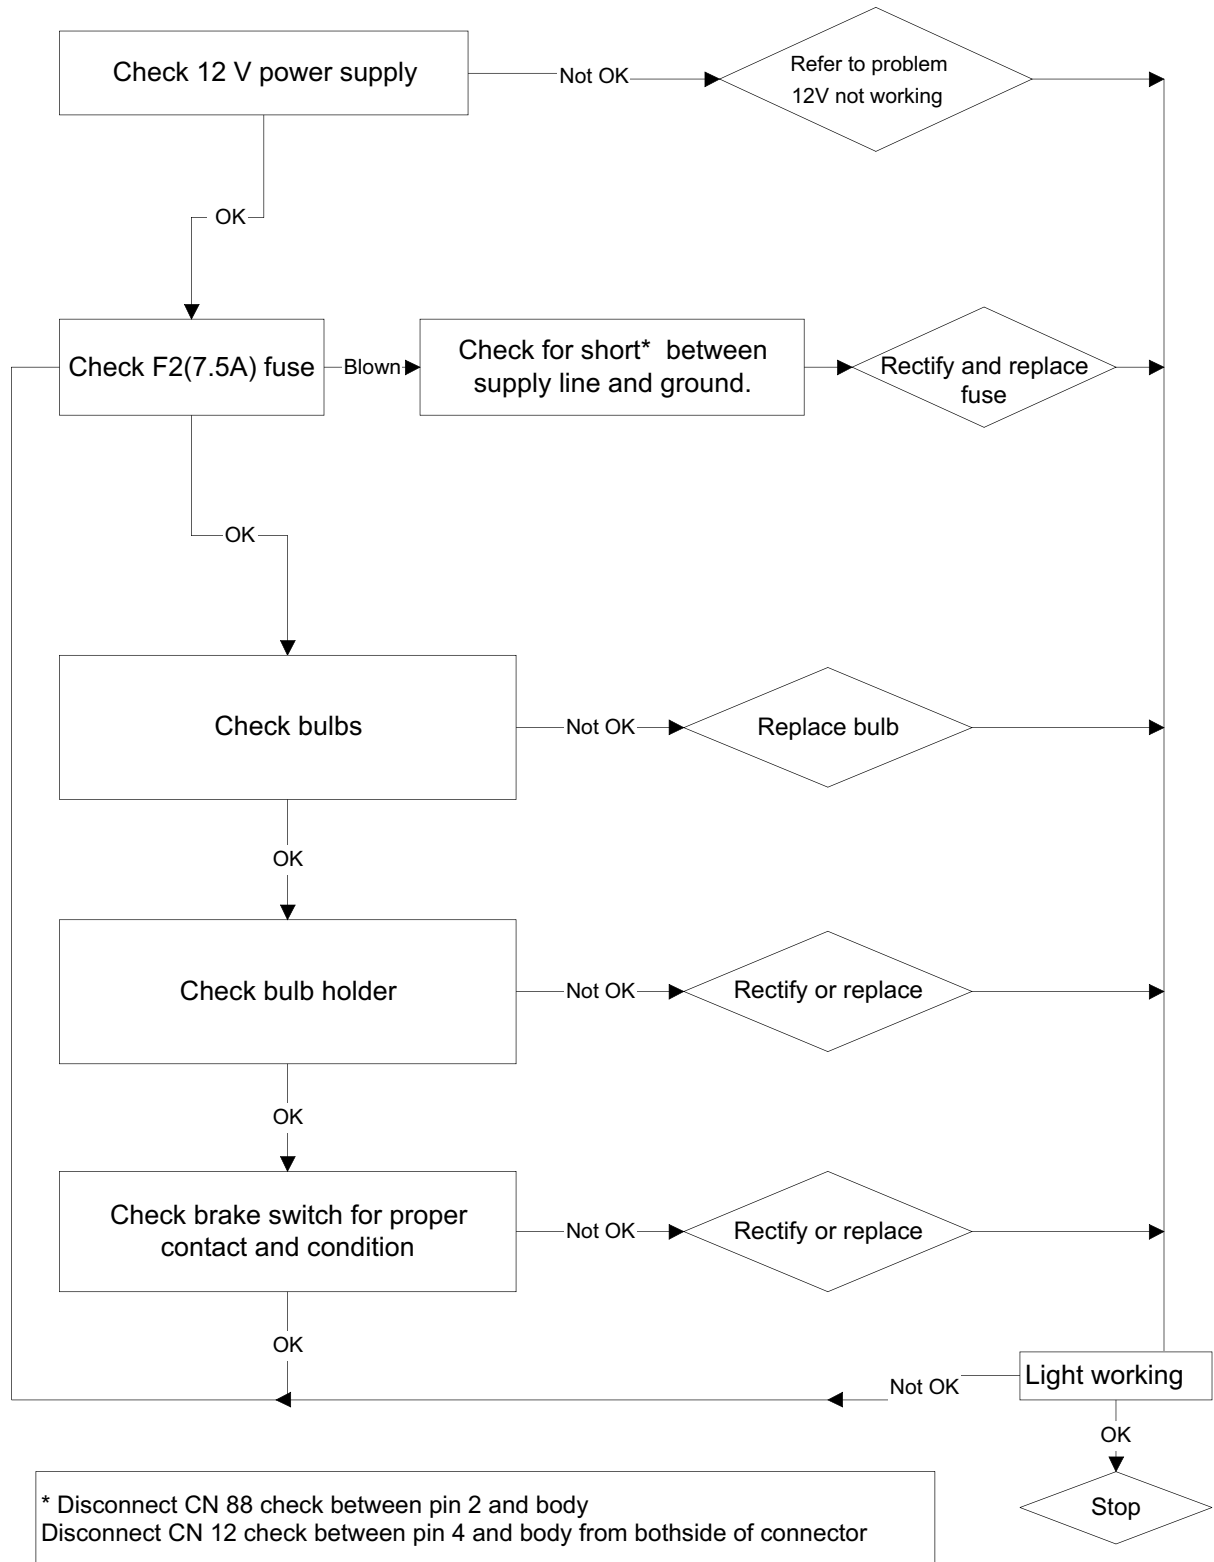 Check 12 V power supply
Not OK
Refer to problem
12V not working
OK
Check F2(7.5A) fuse
Blown
Check for short*  between
supply line and ground.
Rectify and replace
fuse
OK
Check bulbs
Not OK
Replace bulb
OK
Check bulb holder
Not OK
Rectify or replace
OK
Check brake switch for proper
contact and condition
Not OK
Rectify or replace
OK
Light working
Not OK
OK
Stop
* Disconnect CN 88 check between pin 2 and body
Disconnect CN 12 check between pin 4 and body from bothside of connector